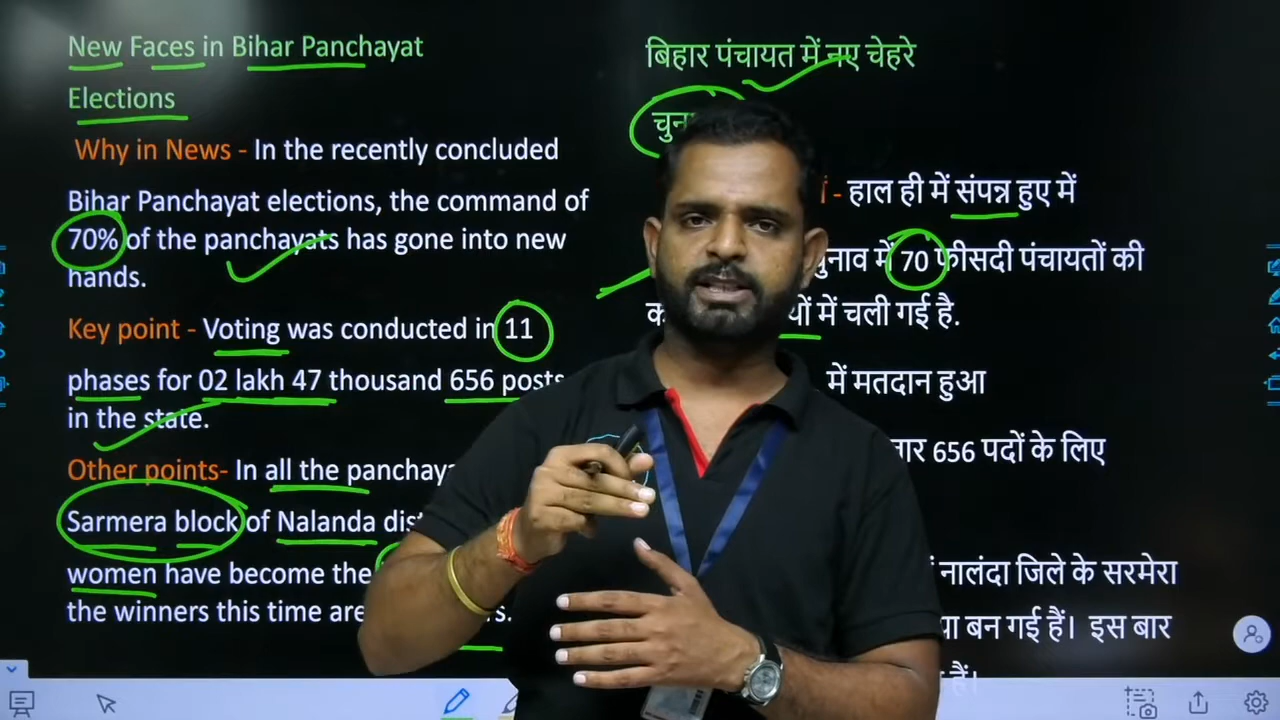 New Faces in Bihar Panchayat
Elections
Why in News - In the recently concluded
Bihar Panchayat elections, the command of
70% of the panchayats has gone into new
hands.
Key point - Voting was conducted in 11
phases for 02 lakh 47 thousand 656 posts
in the state.
Other points- In all the
Sarmera block of Nalanda
women have become the
the winners this time are
बिहार पंचायत में नए चेहरे
- हाल ही में संपन्न हुए में
में 70 फीसदी पंचायतों की
में चली गई है.
में मतदान हुआ
656 पदों के लिए
नालंदा जिले के सरमेरा
बन गई हैं। इस बार